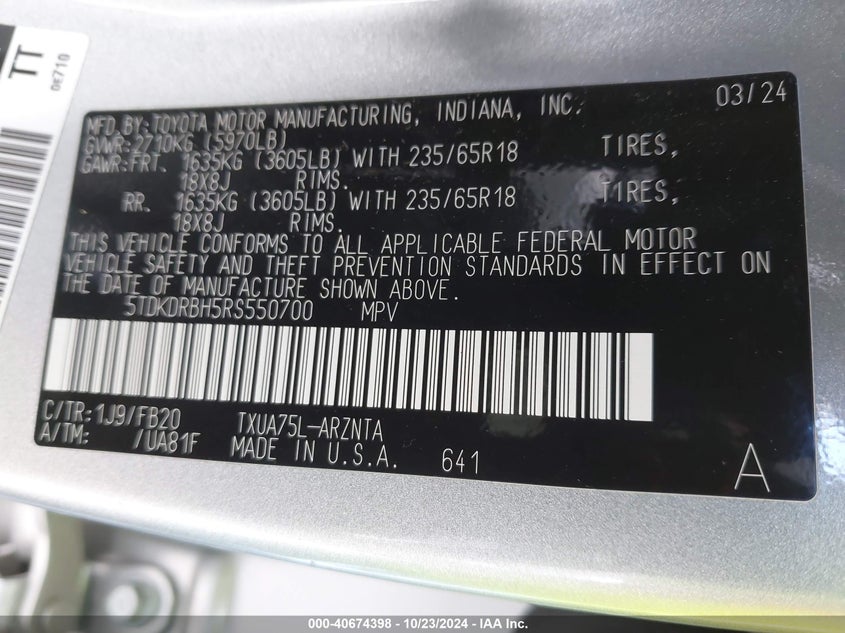 TT
0E710
MFD. BY: TOYOTA MOTOR MANUFACTURING, INDIANA, INC. 03/24
GVWR: 2710KG (5970LB)
GAWR: FRT. 1635KG (3605LB) WITH 235/65R18 TIRES,
18X8J RIMS.
RR. 1635KG (3605LB) WITH 235/65R18 TIRES,
18X8J RIMS.
THIS VEHICLE CONFORMS TO ALL APPLICABLE FEDERAL MOTOR
VEHICLE SAFETY AND THEFT PREVENTION STANDARDS IN EFFECT ON
THE DATE OF MANUFACTURE SHOWN ABOVE.
5TDKDRBH5RS550700 MPV
C/TR: 1J9/FB20 TXUA75L-ARZNTA
A/TM: /UA81F MADE IN U.S.A. 641
A
000-40674398 - 10/23/2024 - IAA Inc.